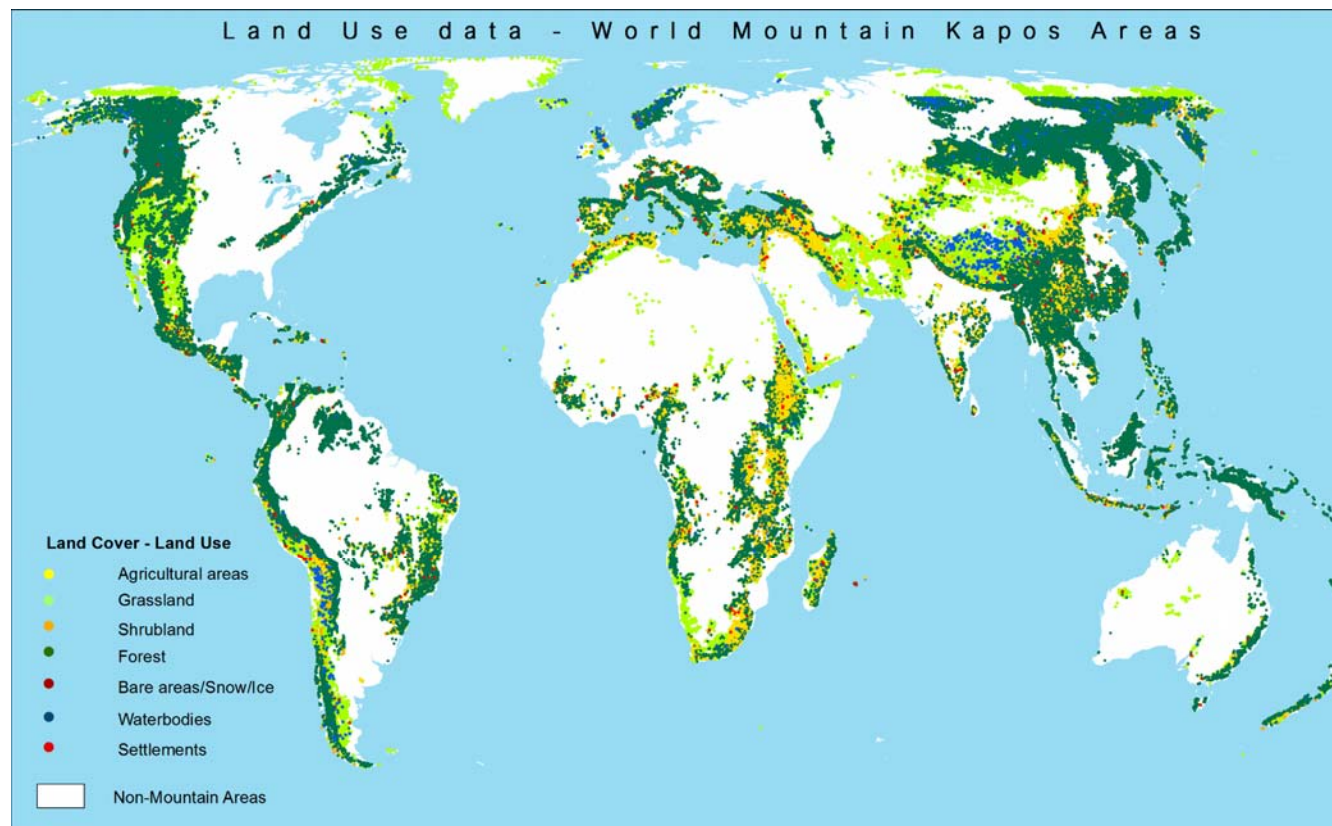 Land Use data - World Mountain Kapos Areas
Land Cover - Land Use
Agricultural areas
Grassland
Shrubland
Forest
Bare areas/Snow/Ice
Waterbodies
Settlements
Non-Mountain Areas